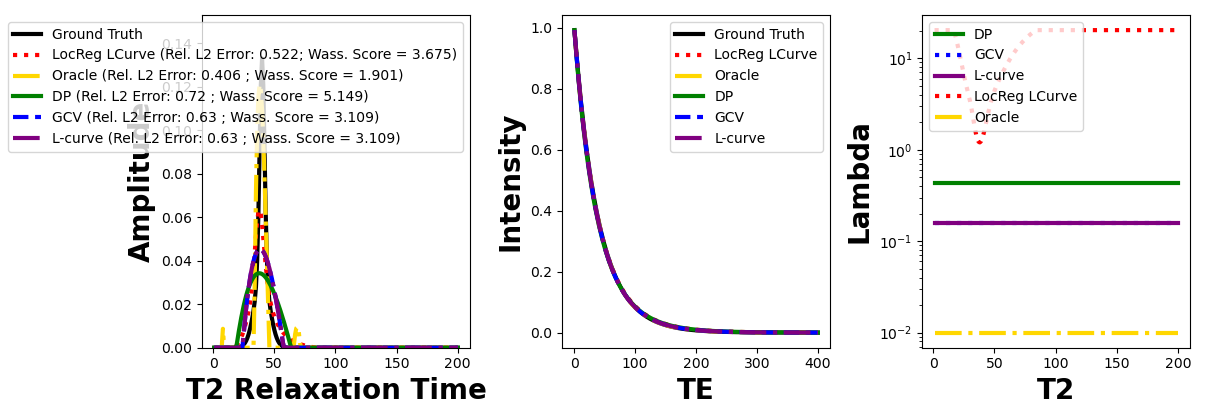 Ground Truth
LocReg LCurve (Rel. L2 Error: 0.522; Wass. Score = 3.675)
Oracle (Rel. L2 Error: 0.406 ; Wass. Score = 1.901)
DP (Rel. L2 Error: 0.72 ; Wass. Score = 5.149)
GCV (Rel. L2 Error: 0.63 ; Wass. Score = 3.109)
L-curve (Rel. L2 Error: 0.63 ; Wass. Score = 3.109)
Amplitude
0.14
0.12
0.10
0.08
0.06
0.04
0.02
0.00
0 50 100 150 200
T2 Relaxation Time
Ground Truth
LocReg LCurve
Oracle
DP
GCV
L-curve
Intensity
1.0
0.8
0.6
0.4
0.2
0.0
0 100 200 300 400
TE
DP
GCV
L-curve
LocReg LCurve
Oracle
Lambda
10¹
10⁰
10⁻¹
10⁻²
0 50 100 150 200
T2